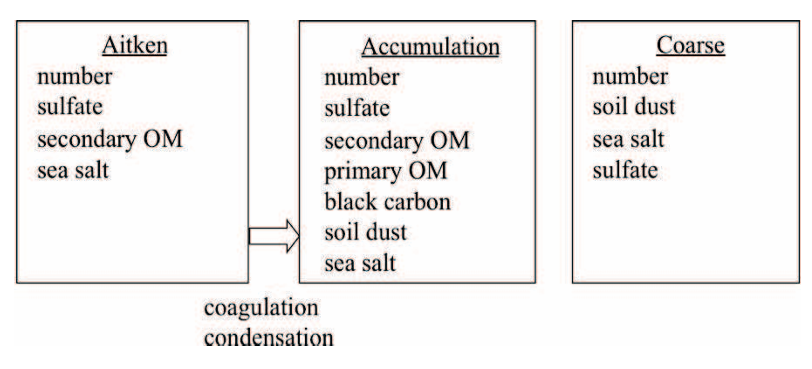 Aitken
number
sulfate
secondary OM
sea salt
Accumulation
number
sulfate
secondary OM
primary OM
black carbon
soil dust
sea salt
Coarse
number
soil dust
sea salt
sulfate
coagulation
condensation